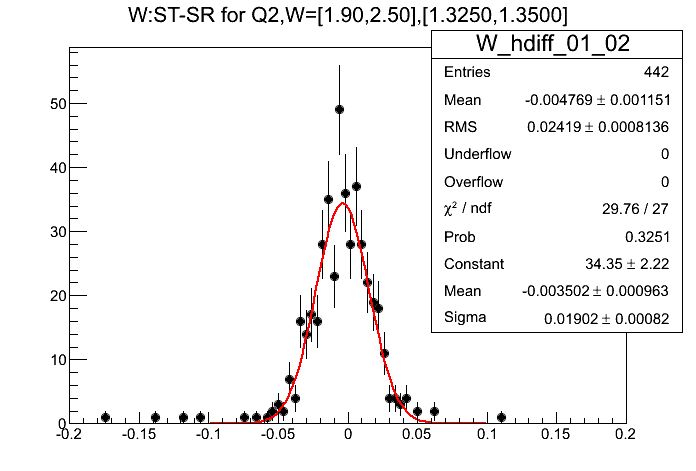 W:ST-SR for Q2,W=[1.90,2.50],[1.3250,1.3500]
W_hdiff_01_02
Entries 442
Mean -0.004769 ± 0.001151
RMS 0.02419 ± 0.0008136
Underflow 0
Overflow 0
χ² / ndf 29.76 / 27
Prob 0.3251
Constant 34.35 ± 2.22
Mean -0.003502 ± 0.000963
Sigma 0.01902 ± 0.00082
50
40
30
20
10
0
-0.2 -0.15 -0.1 -0.05 0 0.05 0.1 0.15 0.2